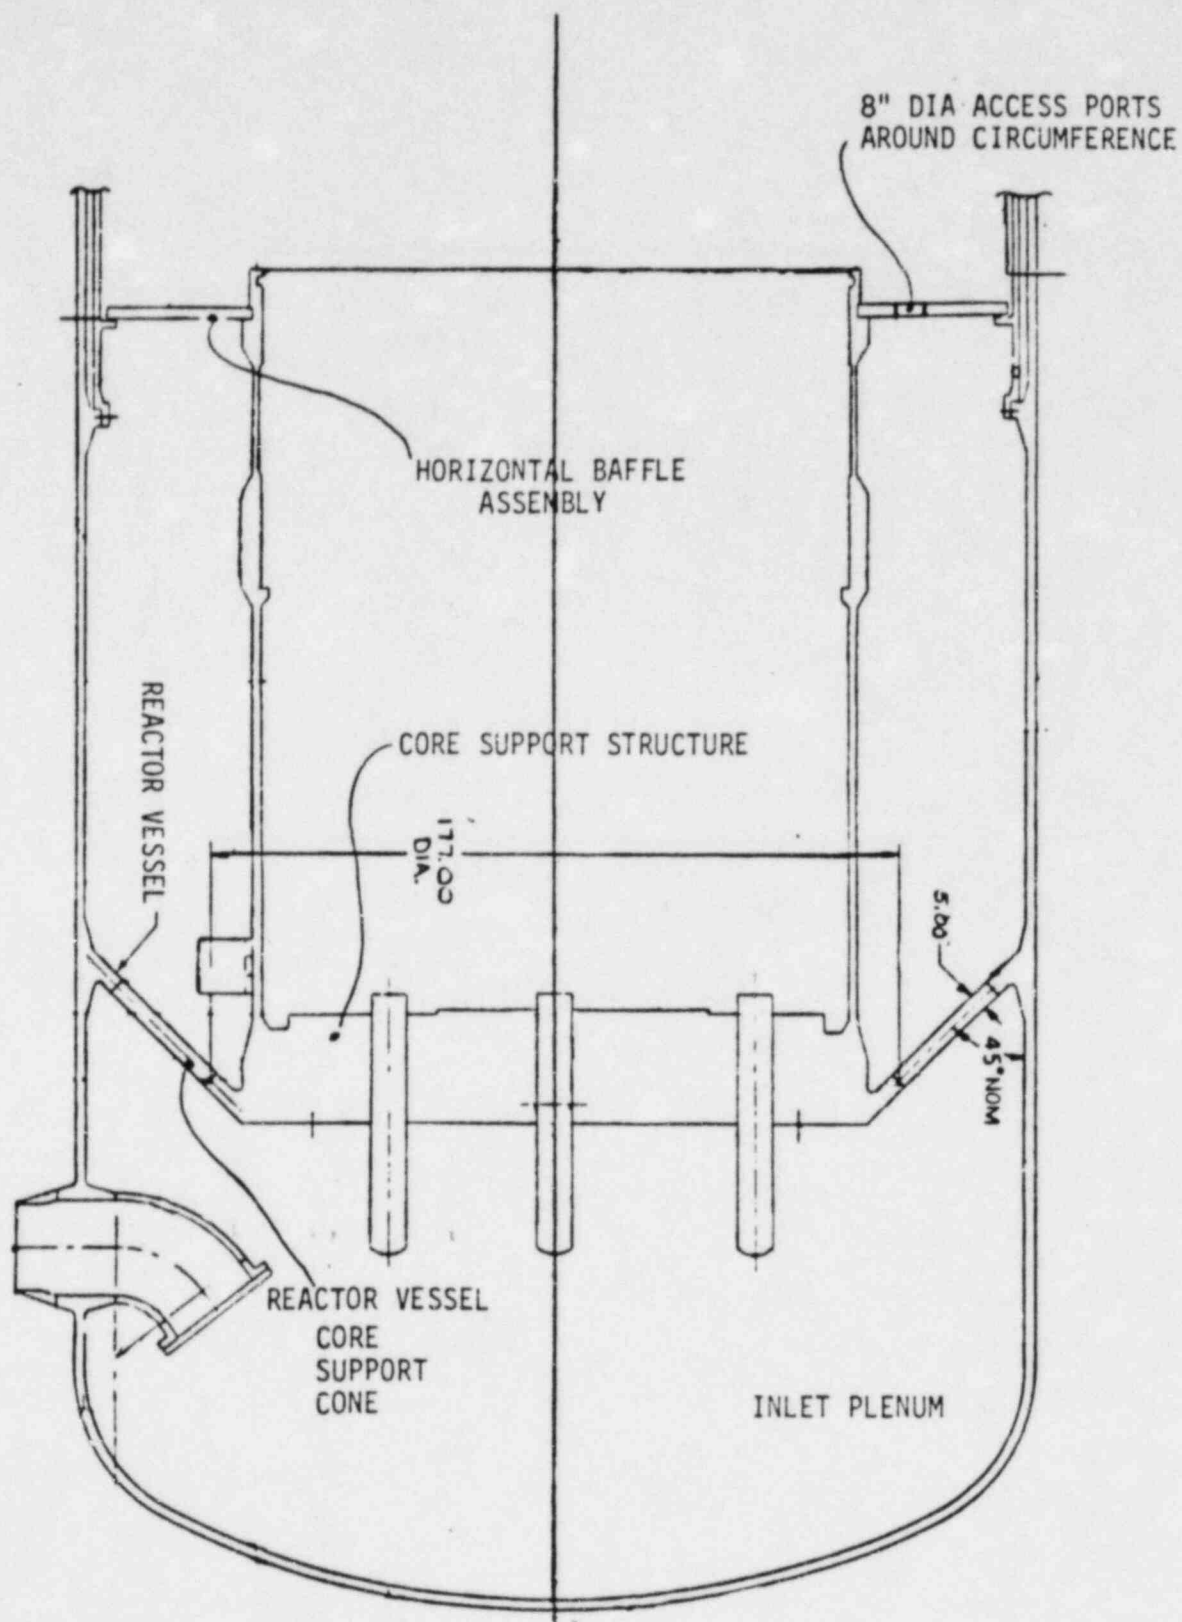 8" DIA ACCESS PORTS
AROUND CIRCUMFERENCE
HORIZONTAL BAFFLE
ASSEMBLY
REACTOR VESSEL
CORE SUPPORT STRUCTURE
177.00
DIA.
5.00
45° NOM
REACTOR VESSEL
CORE
SUPPORT
CONE
INLET PLENUM